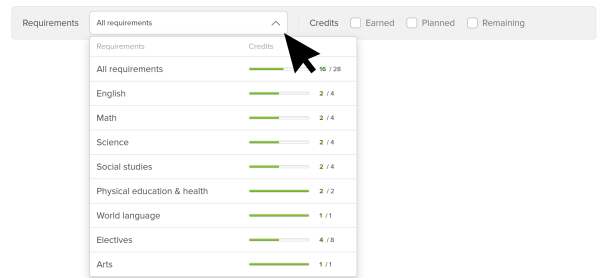 Requirements All requirements Credits Earned Planned Remaining
Requirements Credits
All requirements 16 / 28
English 2 / 4
Math 2 / 4
Science 2 / 4
Social studies 2 / 4
Physical education & health 2 / 2
World language 1 / 1
Electives 4 / 8
Arts 1 / 1